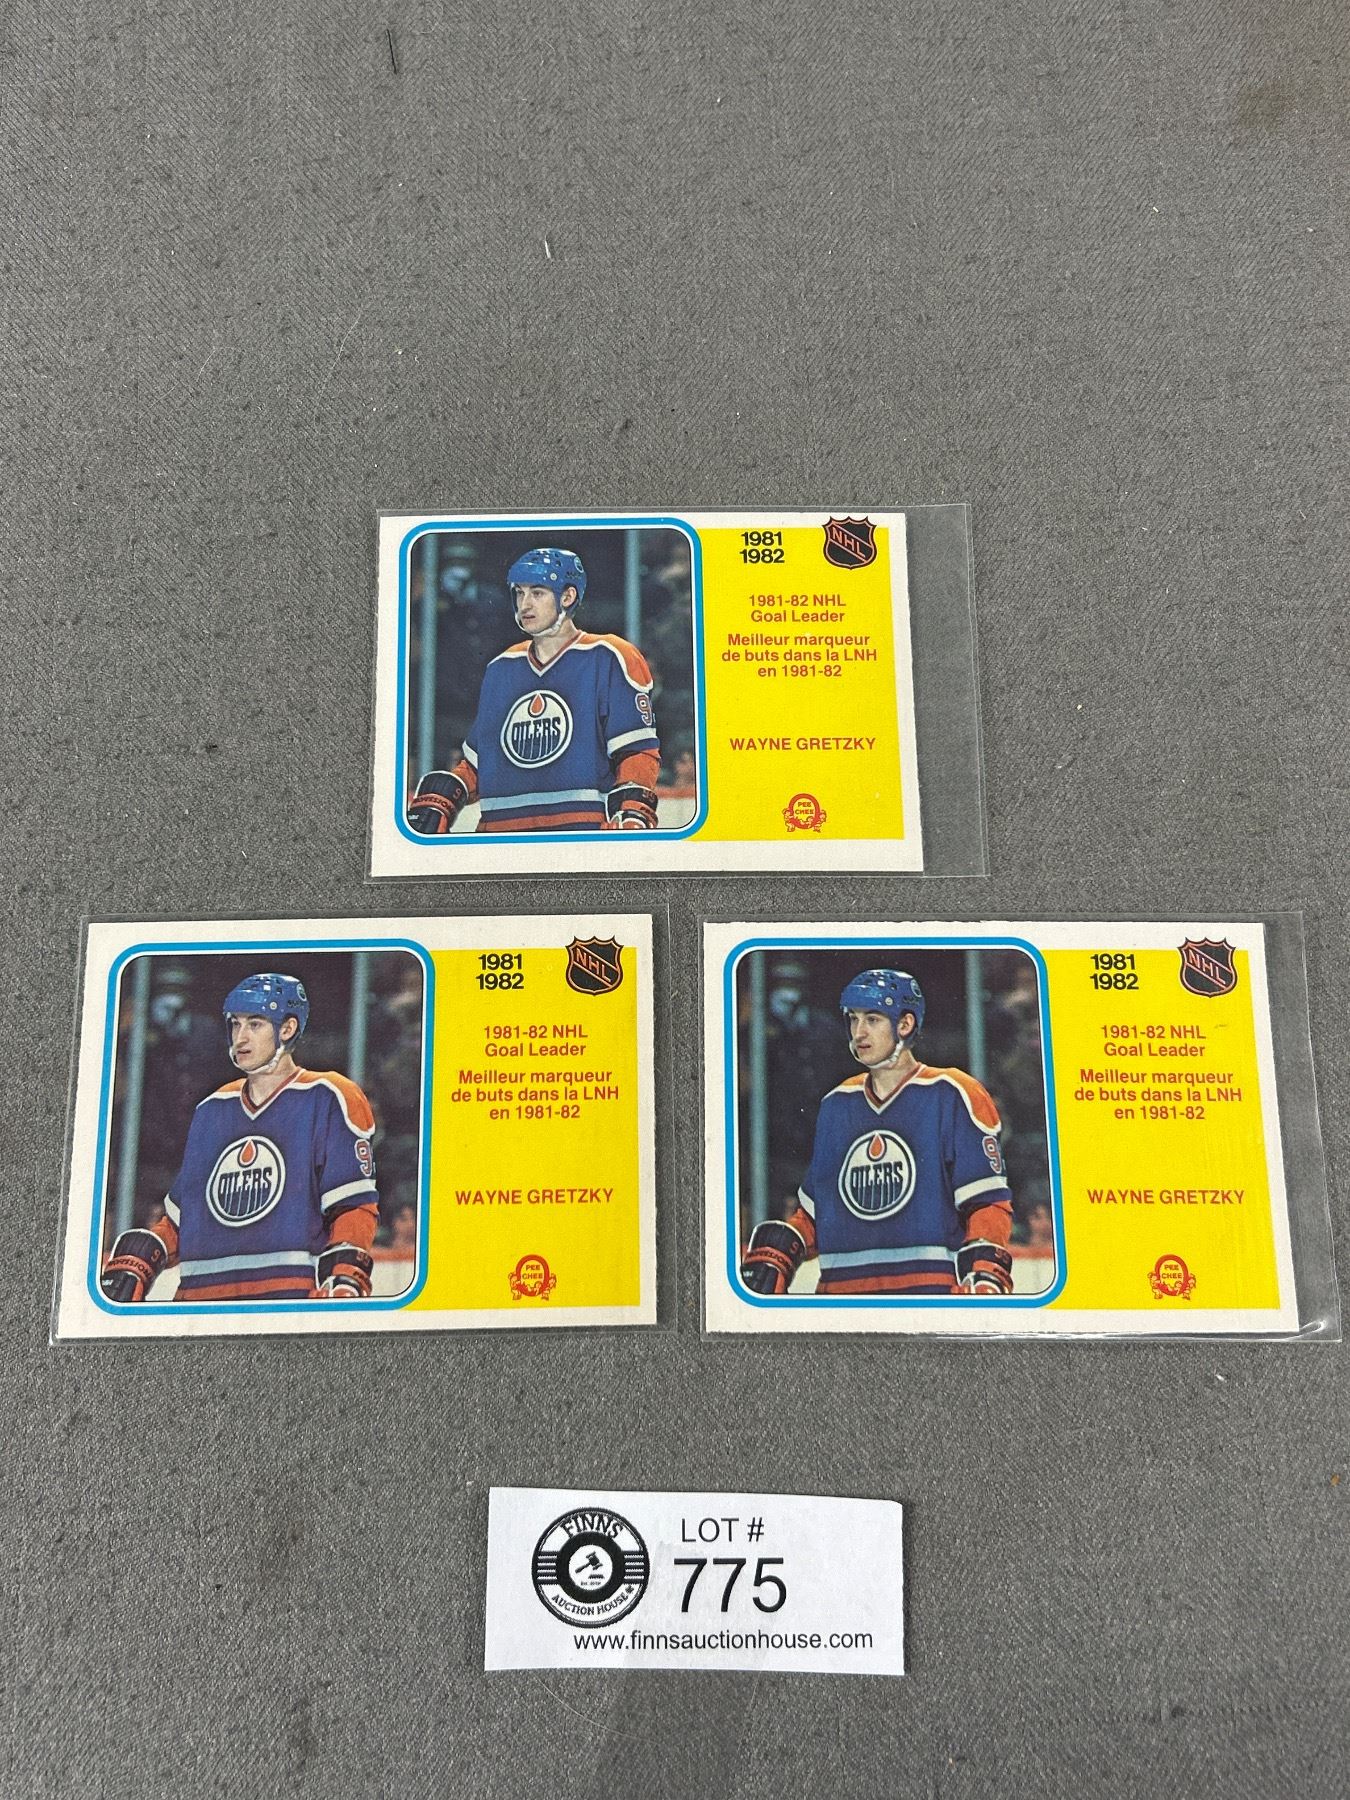 1981
1982
NHL
1981-82 NHL
Goal Leader
Meilleur marqueur
de buts dans la LNH
en 1981-82
WAYNE GRETZKY
PEE
CHEE
OILERS
9
1981
1982
NHL
1981-82 NHL
Goal Leader
Meilleur marqueur
de buts dans la LNH
en 1981-82
WAYNE GRETZKY
PEE
CHEE
OILERS
9
1981
1982
NHL
1981-82 NHL
Goal Leader
Meilleur marqueur
de buts dans la LNH
en 1981-82
WAYNE GRETZKY
PEE
CHEE
OILERS
9
FINNS
AUCTION HOUSE
LOT #
775
www.finnsauctionhouse.com